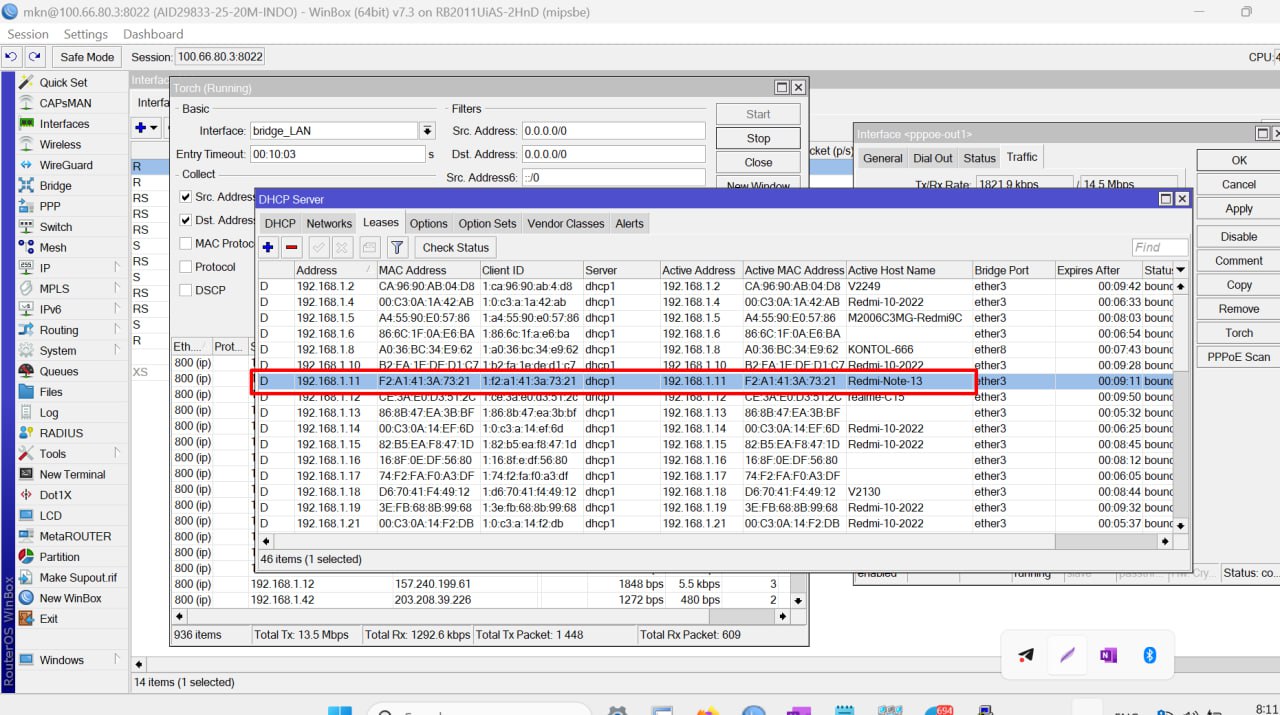 mkn@100.66.80.3:8022 (AID29833-25-20M-INDO) - WinBox (64bit) v7.3 on RB2011UiAS-2HnD (mipsbe)
Session Settings Dashboard
Safe Mode Session: 100.66.80.3:8022 CPU:
Quick Set
CAPsMAN
Interfaces
Wireless
WireGuard
Bridge
PPP
Switch
Mesh
IP
MPLS
IPv6
Routing
System
Queues
Files
Log
RADIUS
Tools
New Terminal
Dot1X
LCD
MetaROUTER
Partition
Make Supout.rif
New WinBox
Exit
Windows
RouterOS WinBox
R
R
RS
RS
RS
S
S
RS
RS
RS
S
R
XS
Torch (Running)
Basic
Interface: bridge_LAN
Entry Timeout: 00:10:03 s
Collect
Src. Address
Dst. Address
MAC Protoc
Protocol
DSCP
Filters
Src. Address: 0.0.0.0/0
Dst. Address: 0.0.0.0/0
Src. Address6: ::/0
Start
Stop
Close
New Window
Eth... Prot...
800 (ip)
800 (ip)
800 (ip)
800 (ip)
800 (ip)
800 (ip)
800 (ip)
800 (ip)
800 (ip)
800 (ip)
800 (ip)
800 (ip)
800 (ip)
800 (ip)
800 (ip) 192.168.1.12 157.240.199.61 1848 bps 5.5 kbps 3
800 (ip) 192.168.1.42 203.208.39.226 1272 bps 480 bps 2
936 items Total Tx: 13.5 Mbps Total Rx: 1292.6 kbps Total Tx Packet: 1 448 Total Rx Packet: 609
14 items (1 selected)
cket (p/s)
Interface <pppoe-out1>
General Dial Out Status Traffic
Tx/Rx Rate: 1821.9 kbps / 14.5 Mbps
OK
Cancel
Apply
Disable
Comment
Copy
Remove
Torch
PPPoE Scan
enabled running slave Status: co...
DHCP Server
DHCP Networks Leases Options Option Sets Vendor Classes Alerts
Check Status Find
Address MAC Address Client ID Server Active Address Active MAC Address Active Host Name Bridge Port Expires After Statu
D 192.168.1.2 CA:96:90:AB:04:D8 1:ca:96:90:ab:4:d8 dhcp1 192.168.1.2 CA:96:90:AB:04:D8 V2249 ether3 00:09:42 bound
D 192.168.1.4 00:C3:0A:1A:42:AB 1:0:c3:a:1a:42:ab dhcp1 192.168.1.4 00:C3:0A:1A:42:AB Redmi-10-2022 ether3 00:06:33 bound
D 192.168.1.5 A4:55:90:E0:57:86 1:a4:55:90:e0:57:86 dhcp1 192.168.1.5 A4:55:90:E0:57:86 M2006C3MG-Redmi9C ether3 00:08:03 bound
D 192.168.1.6 86:6C:1F:0A:E6:BA 1:86:6c:1f:a:e6:ba dhcp1 192.168.1.6 86:6C:1F:0A:E6:BA ether3 00:06:54 bound
D 192.168.1.8 A0:36:BC:34:E9:62 1:a0:36:bc:34:e9:62 dhcp1 192.168.1.8 A0:36:BC:34:E9:62 KONTOL-666 ether8 00:07:43 bound
D 192.168.1.10 B2:FA:1E:DE:D1:C7 1:b2:fa:1e:de:d1:c7 dhcp1 192.168.1.10 B2:FA:1E:DE:D1:C7 Redmi-10-2022 ether3 00:09:28 bound
D 192.168.1.11 F2:A1:41:3A:73:21 1:f2:a1:41:3a:73:21 dhcp1 192.168.1.11 F2:A1:41:3A:73:21 Redmi-Note-13 ether3 00:09:11 bound
D 192.168.1.12 CE:3A:E0:D3:51:2C 1:ce:3a:e0:d3:51:2c dhcp1 192.168.1.12 CE:3A:E0:D3:51:2C realme-C15 ether3 00:09:50 bound
D 192.168.1.13 86:8B:47:EA:3B:BF 1:86:8b:47:ea:3b:bf dhcp1 192.168.1.13 86:8B:47:EA:3B:BF ether3 00:05:32 bound
D 192.168.1.14 00:C3:0A:14:EF:6D 1:0:c3:a:14:ef:6d dhcp1 192.168.1.14 00:C3:0A:14:EF:6D Redmi-10-2022 ether3 00:06:25 bound
D 192.168.1.15 82:B5:EA:F8:47:1D 1:82:b5:ea:f8:47:1d dhcp1 192.168.1.15 82:B5:EA:F8:47:1D Redmi-10-2022 ether3 00:08:45 bound
D 192.168.1.16 16:8F:0E:DF:56:80 1:16:8f:e:df:56:80 dhcp1 192.168.1.16 16:8F:0E:DF:56:80 ether3 00:08:12 bound
D 192.168.1.17 74:F2:FA:F0:A3:DF 1:74:f2:fa:f0:a3:df dhcp1 192.168.1.17 74:F2:FA:F0:A3:DF ether3 00:06:05 bound
D 192.168.1.18 D6:70:41:F4:49:12 1:d6:70:41:f4:49:12 dhcp1 192.168.1.18 D6:70:41:F4:49:12 V2130 ether3 00:08:44 bound
D 192.168.1.19 3E:FB:68:8B:99:68 1:3e:fb:68:8b:99:68 dhcp1 192.168.1.19 3E:FB:68:8B:99:68 Redmi-10-2022 ether3 00:09:32 bound
D 192.168.1.21 00:C3:0A:14:F2:DB 1:0:c3:a:14:f2:db dhcp1 192.168.1.21 00:C3:0A:14:F2:DB Redmi-10-2022 ether3 00:05:37 bound
46 items (1 selected)
694
8:11